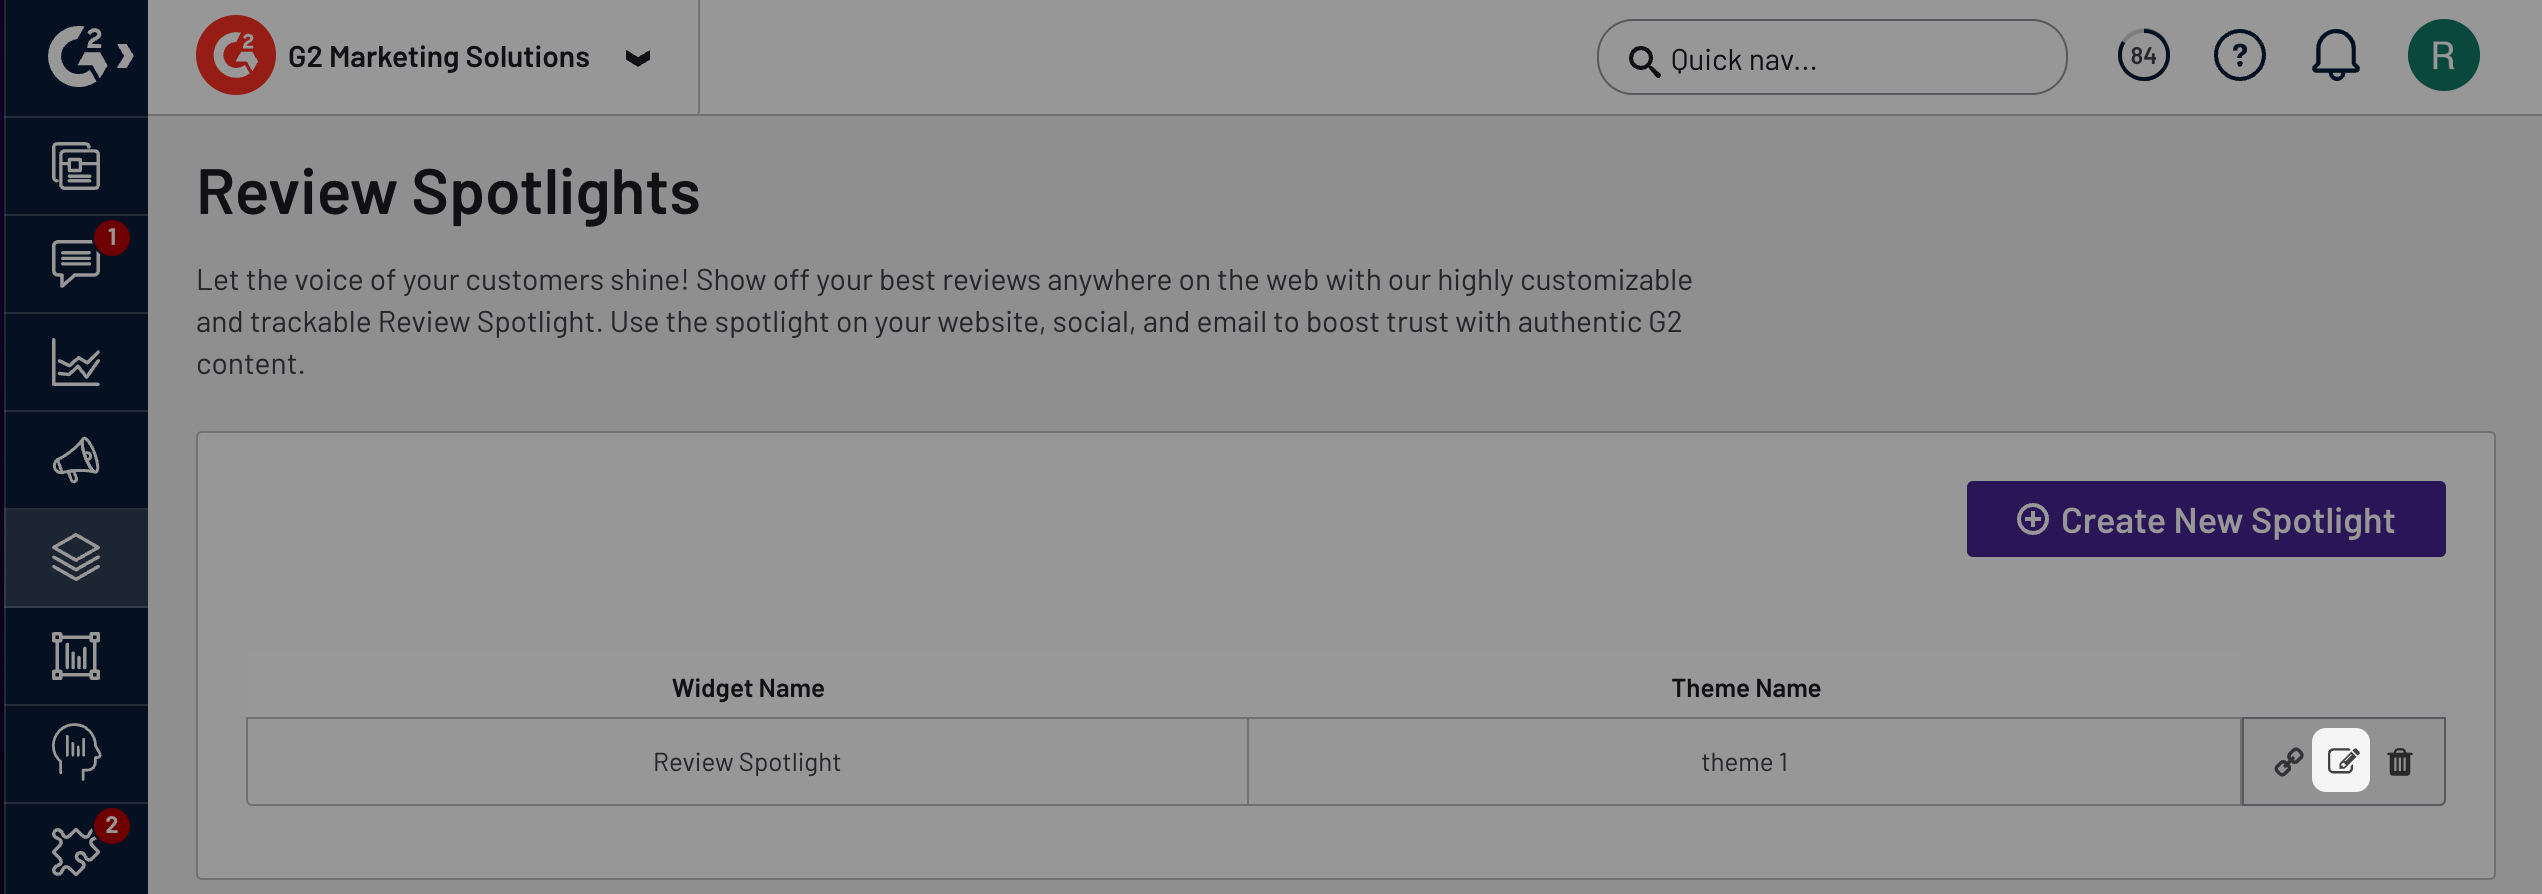 G2
G2 Marketing Solutions
Quick nav...
84
?
R
1
2
Review Spotlights
Let the voice of your customers shine! Show off your best reviews anywhere on the web with our highly customizable
and trackable Review Spotlight. Use the spotlight on your website, social, and email to boost trust with authentic G2
content.
Create New Spotlight
Widget Name
Theme Name
Review Spotlight
theme 1